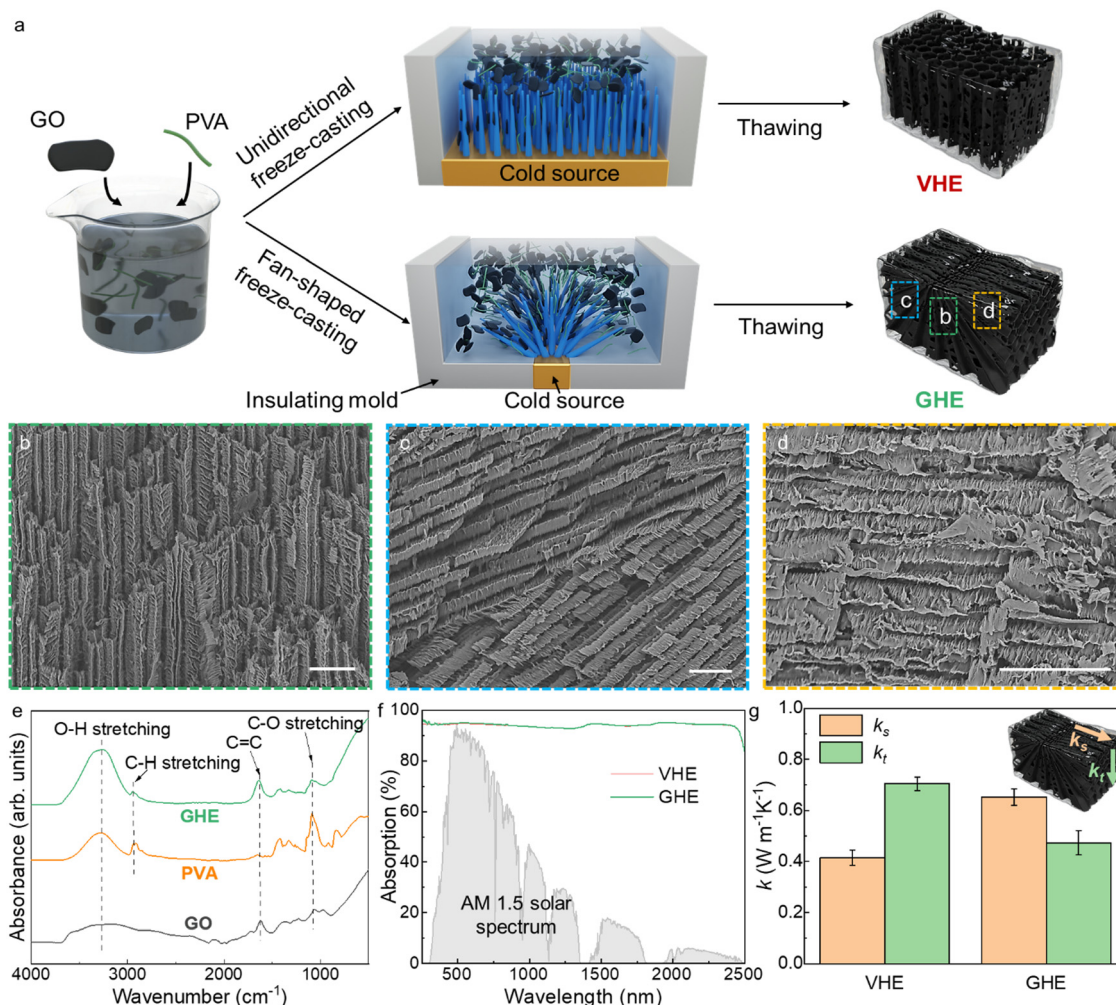 a
GO
PVA
Unidirectional
freeze-casting
Fan-shaped
freeze-casting
Cold source
Thawing
VHE
Insulating mold
Cold source
Thawing
c
b
d
GHE
b
c
d
e
O-H stretching
C-H stretching
C=C
C-O stretching
GHE
PVA
GO
Absorbance (arb. units)
4000
3000
2000
1000
Wavenumber (cm⁻¹)
f
100
80
60
40
20
0
Absorption (%)
VHE
GHE
AM 1.5 solar
spectrum
500
1000
1500
2000
2500
Wavelength (nm)
g
1.0
0.8
0.6
0.4
0.2
0.0
k (W m⁻¹K⁻¹)
kₛ
kₜ
kₛ
kₜ
VHE
GHE